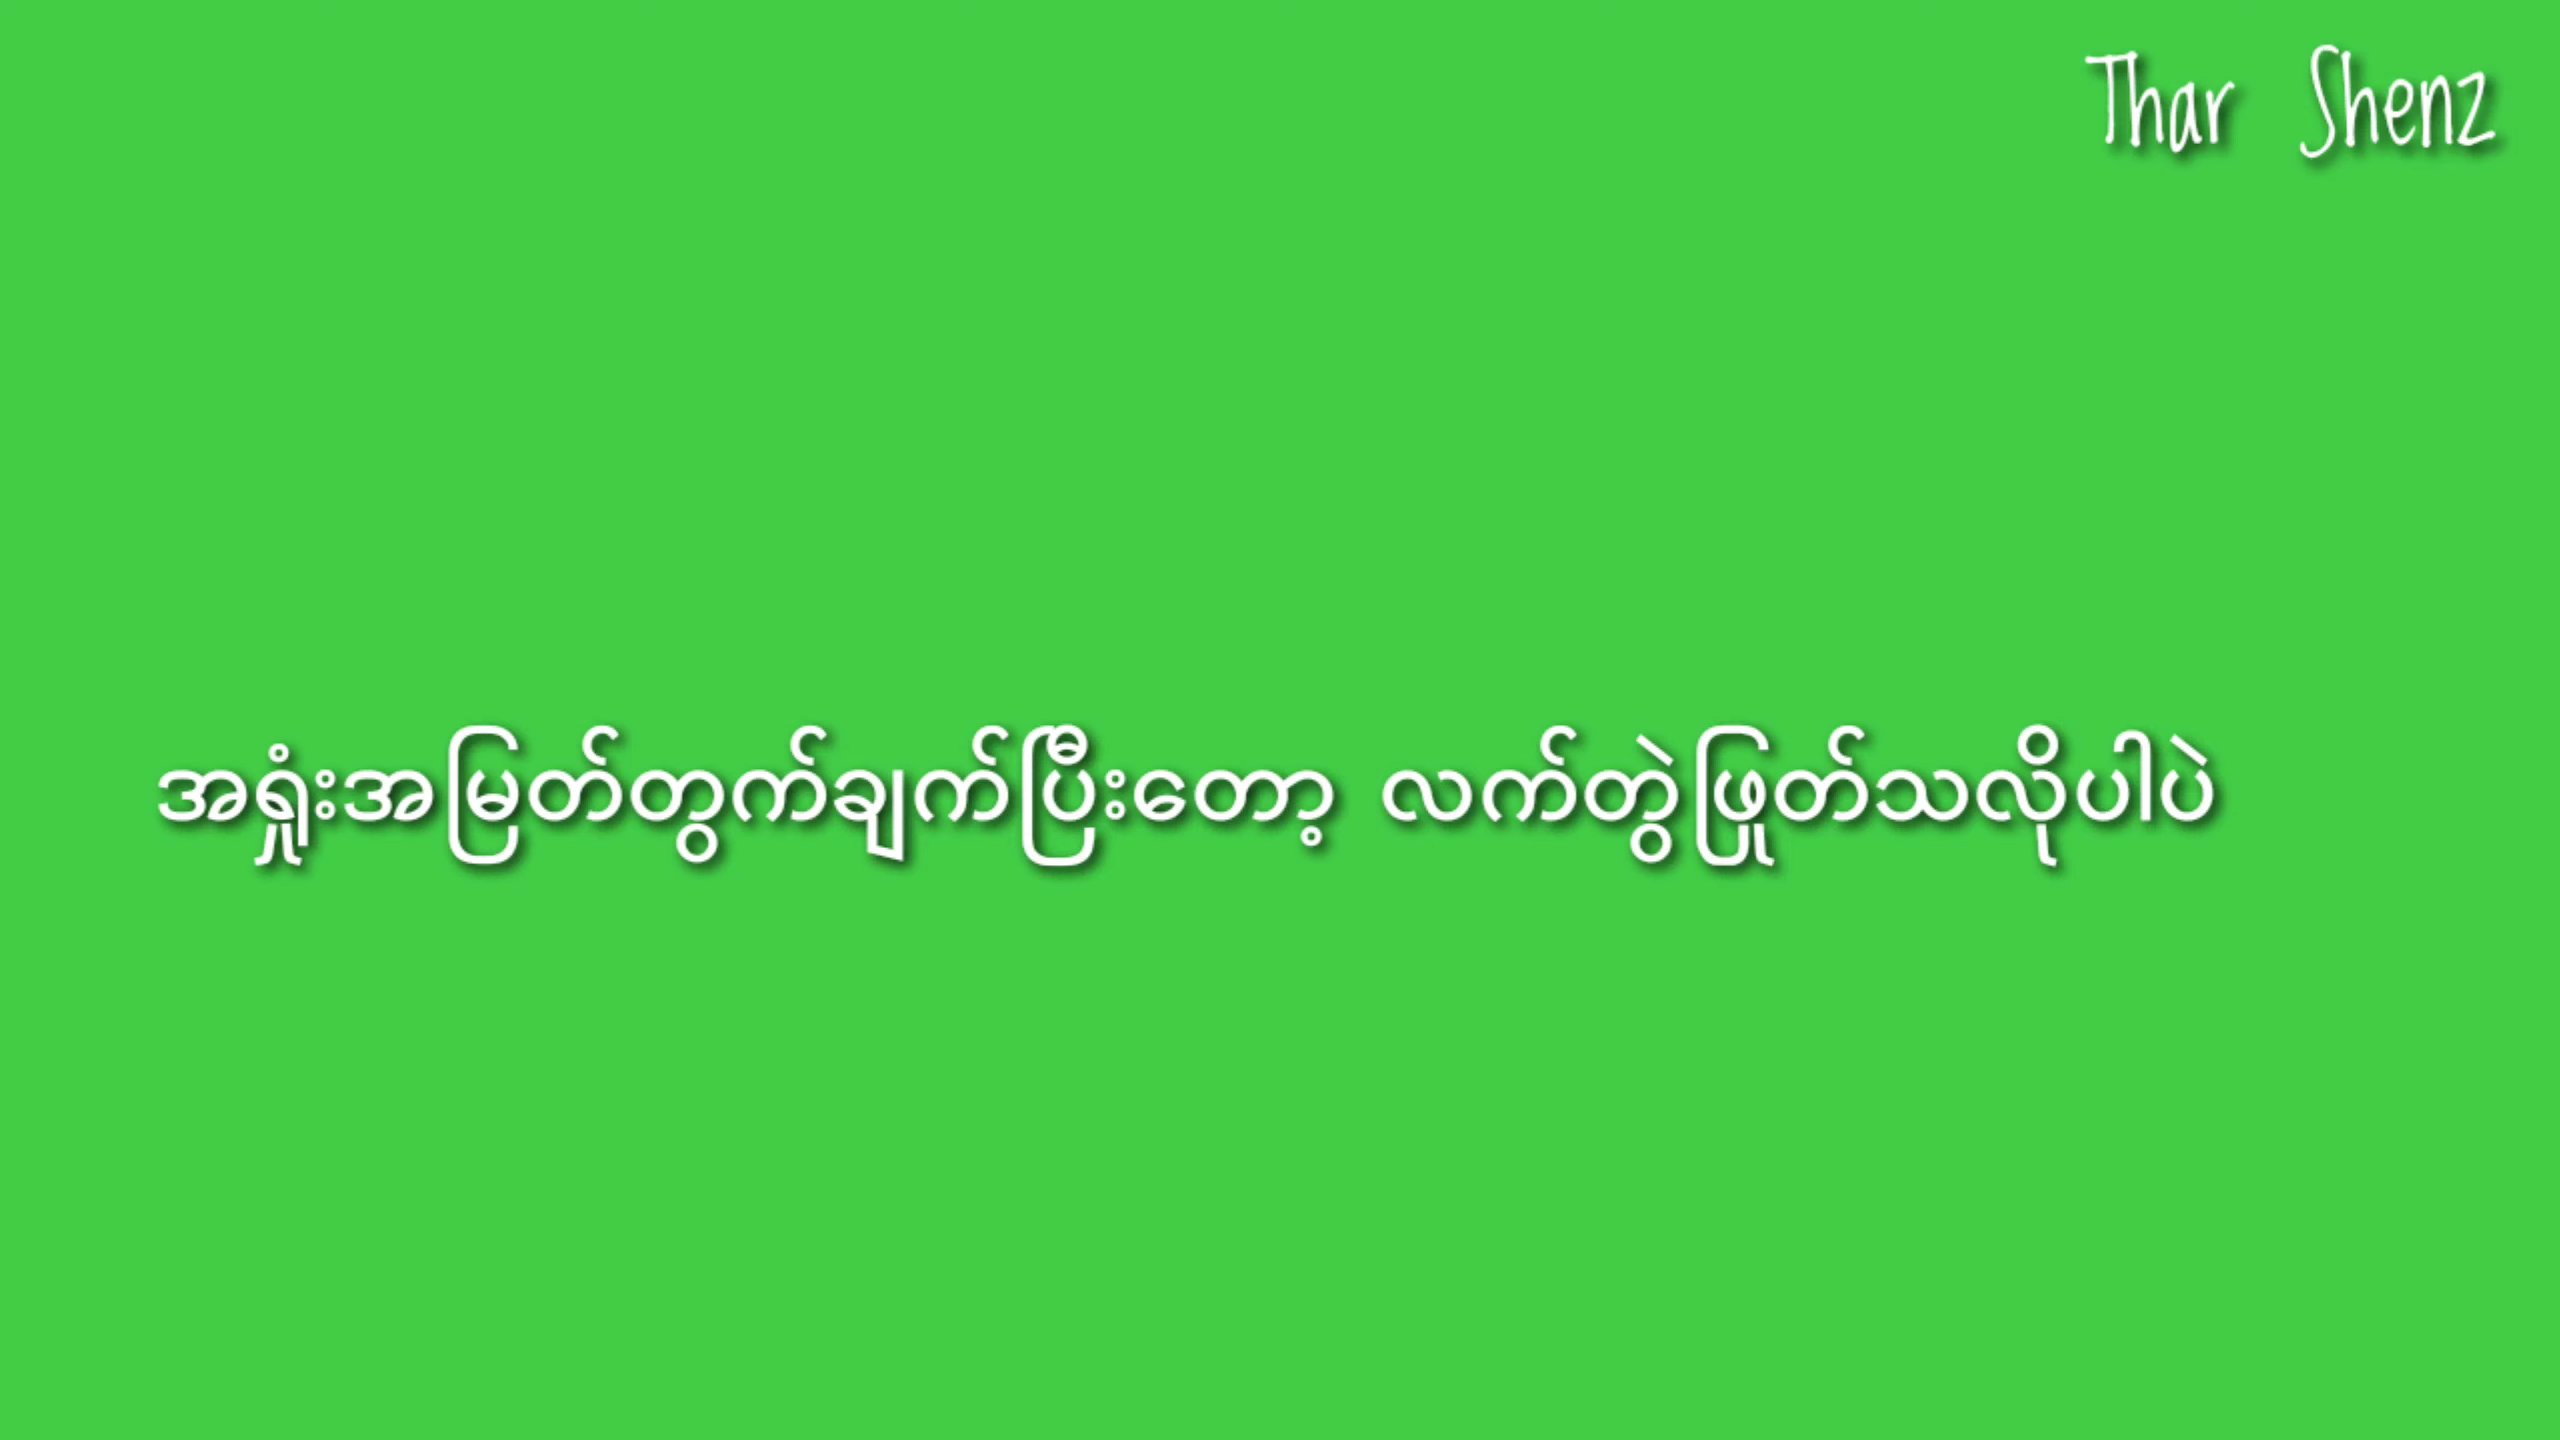 Thar Shenz
အရှုံးအမြတ်တွက်ချက်ပြီးတော့ လက်တွဲဖြုတ်သလိုပါပဲ